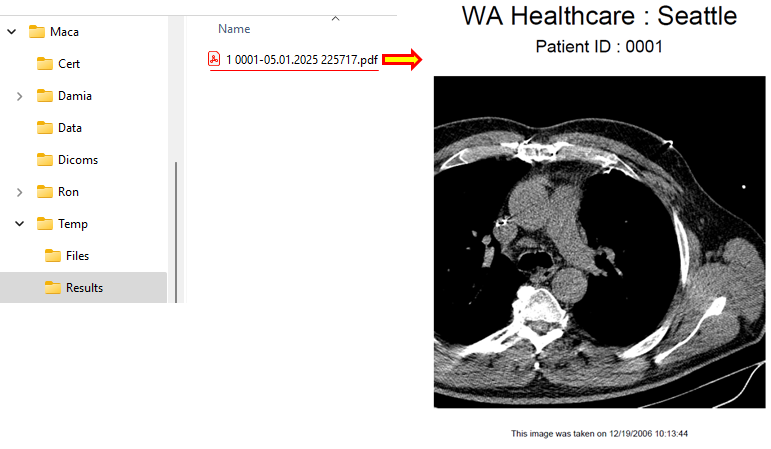 Maca
Cert
Damia
Data
Dicoms
Ron
Temp
Files
Results
Name
1 0001-05.01.2025 225717.pdf
WA Healthcare : Seattle
Patient ID : 0001
This image was taken on 12/19/2006 10:13:44